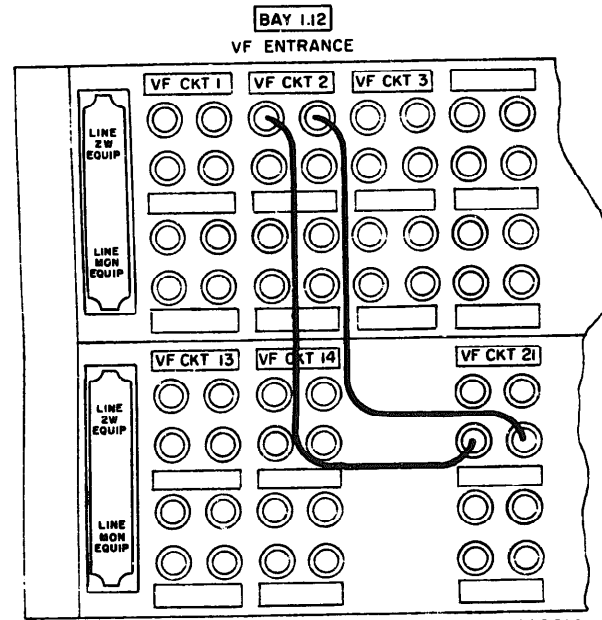 BAY 1.12
VF ENTRANCE
VF CKT 1
VF CKT 2
VF CKT 3
LINE
2W
EQUIP
LINE
MON
EQUIP
VF CKT 13
VF CKT 14
VF CKT 21
LINE
2W
EQUIP
LINE
MON
EQUIP